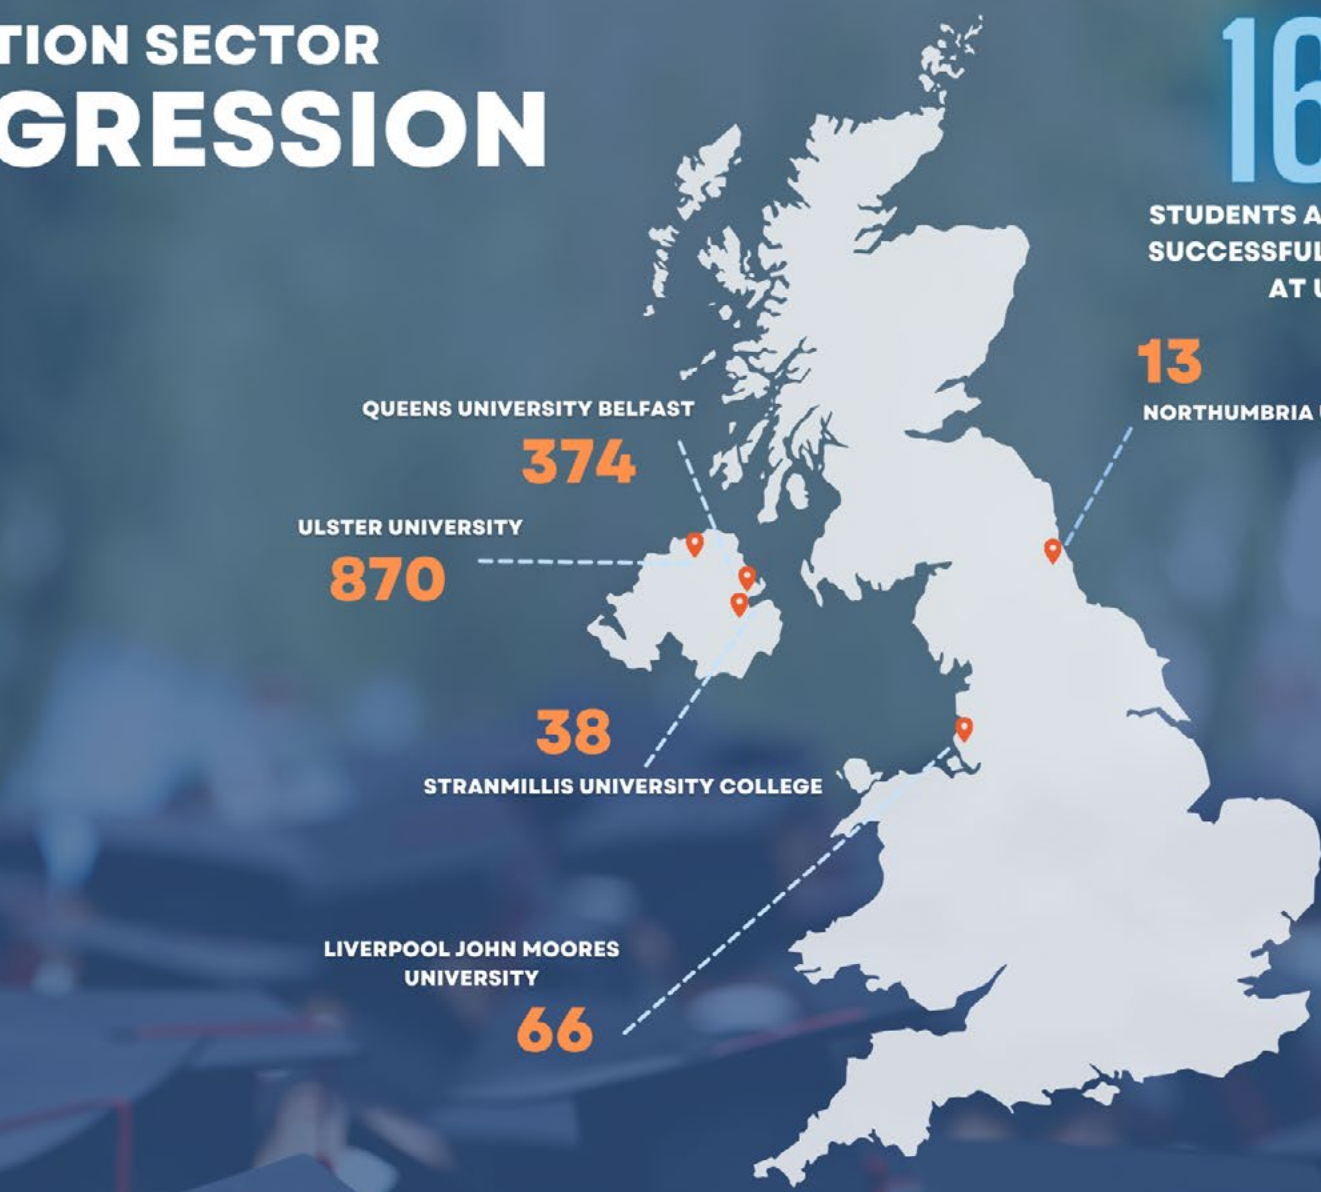 TION SECTOR
GRESSION
16
STUDENTS A
SUCCESSFUL
AT U
13
NORTHUMBRIA U
QUEENS UNIVERSITY BELFAST
374
ULSTER UNIVERSITY
870
38
STRANMILLIS UNIVERSITY COLLEGE
LIVERPOOL JOHN MOORES
UNIVERSITY
66